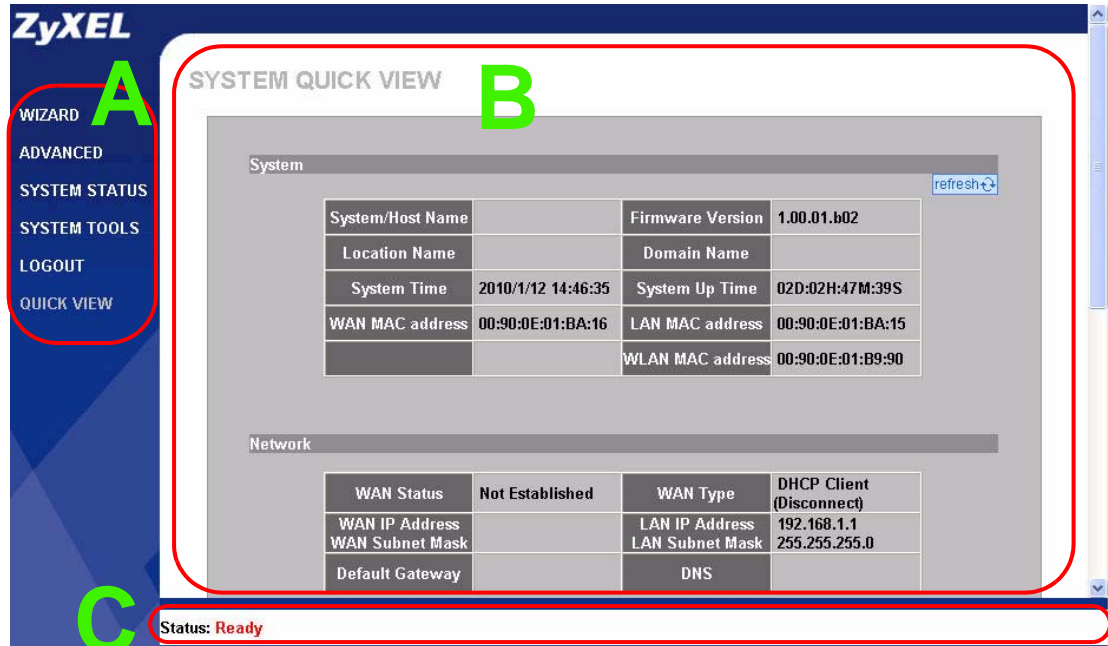 ZyXEL
A
WIZARD
ADVANCED
SYSTEM STATUS
SYSTEM TOOLS
LOGOUT
QUICK VIEW
B
SYSTEM QUICK VIEW
System
refresh
System/Host Name Firmware Version 1.00.01.b02
Location Name Domain Name
System Time 2010/1/12 14:46:35 System Up Time 02D:02H:47M:39S
WAN MAC address 00:90:0E:01:BA:16 LAN MAC address 00:90:0E:01:BA:15
WLAN MAC address 00:90:0E:01:B9:90
Network
WAN Status Not Established WAN Type DHCP Client
(Disconnect)
WAN IP Address LAN IP Address 192.168.1.1
WAN Subnet Mask LAN Subnet Mask 255.255.255.0
Default Gateway DNS
C
Status: Ready